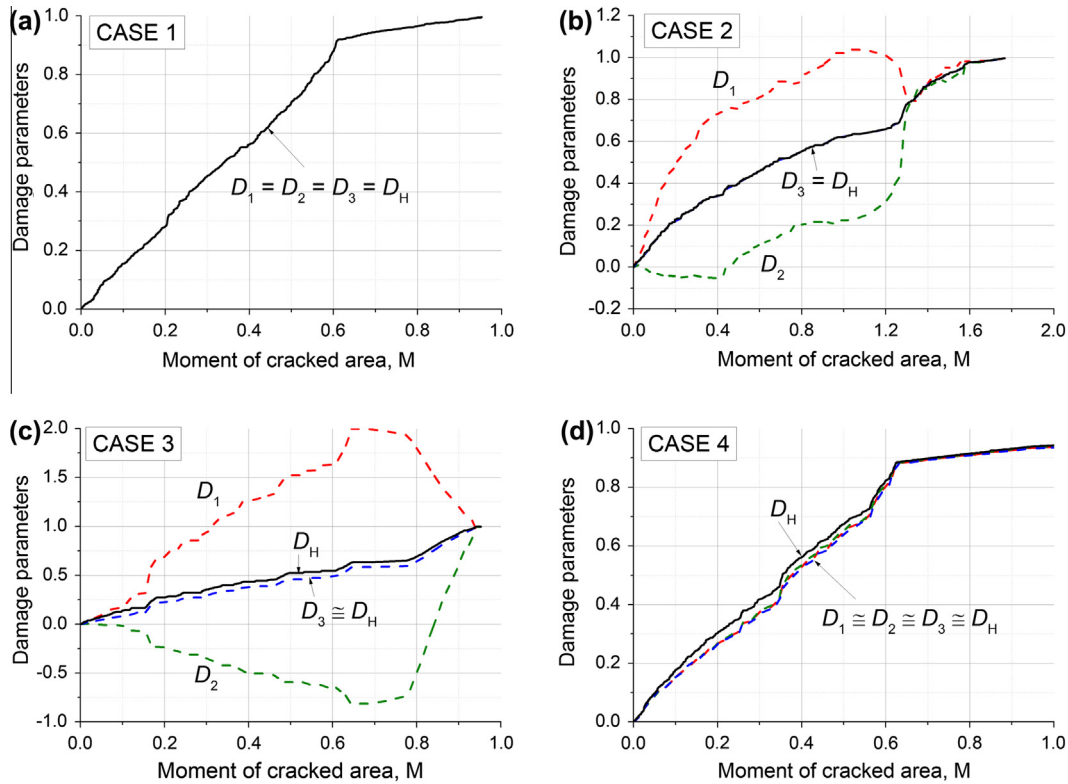 (a)
CASE 1
1.0
0.8
0.6
0.4
0.2
0.0
Damage parameters
D1 = D2 = D3 = DH
0.0 0.2 0.4 0.6 0.8 1.0
Moment of cracked area, M
(b)
CASE 2
1.2
1.0
0.8
0.6
0.4
0.2
0.0
-0.2
Damage parameters
D1
D3 = DH
D2
0.0 0.4 0.8 1.2 1.6 2.0
Moment of cracked area, M
(c)
CASE 3
2.0
1.5
1.0
0.5
0.0
-0.5
-1.0
Damage parameters
D1
DH
D3 ≅ DH
D2
0.0 0.2 0.4 0.6 0.8 1.0
Moment of cracked area, M
(d)
CASE 4
1.0
0.8
0.6
0.4
0.2
0.0
Damage parameters
DH
D1 ≅ D2 ≅ D3 ≅ DH
0.0 0.2 0.4 0.6 0.8 1.0
Moment of cracked area, M